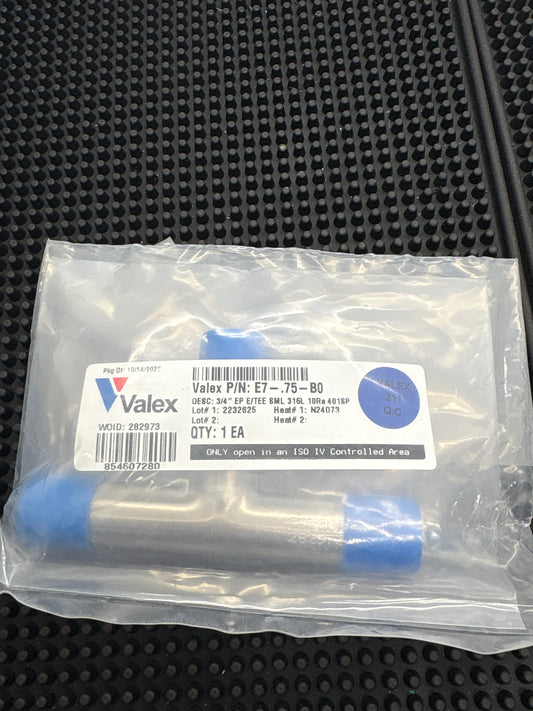 Pkg Dt: 10/14/2022
Valex
WOID: 282973
854607280
Valex P/N: E7-.75-B0
DESC: 3/4" EP E/TEE SML 316L 10Ra 401SP
Lot# 1: 2232625 Heat# 1: N24073
Lot# 2: Heat# 2:
QTY: 1 EA
ONLY open in an ISO IV Controlled Area
VALEX
211
Q.C.